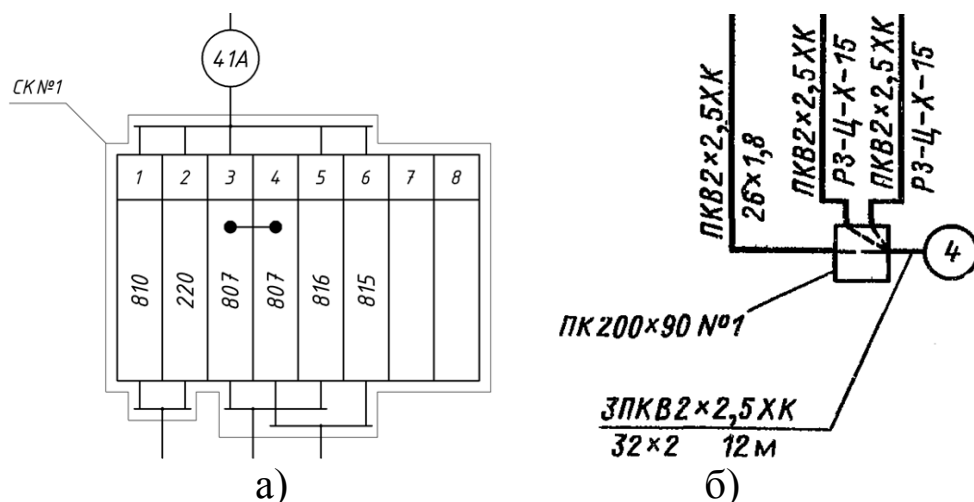 41А
СК №1
1 2 3 4 5 6 7 8
810 220 807 807 816 815
а)
ПКВ2×2,5ХК
26×1,8
ПКВ2×2,5ХК
РЗ-Ц-Х-15
ПКВ2×2,5ХК
РЗ-Ц-Х-15
4
ПК200×90 №1
3ПКВ2×2,5ХК
32×2 12м
б)